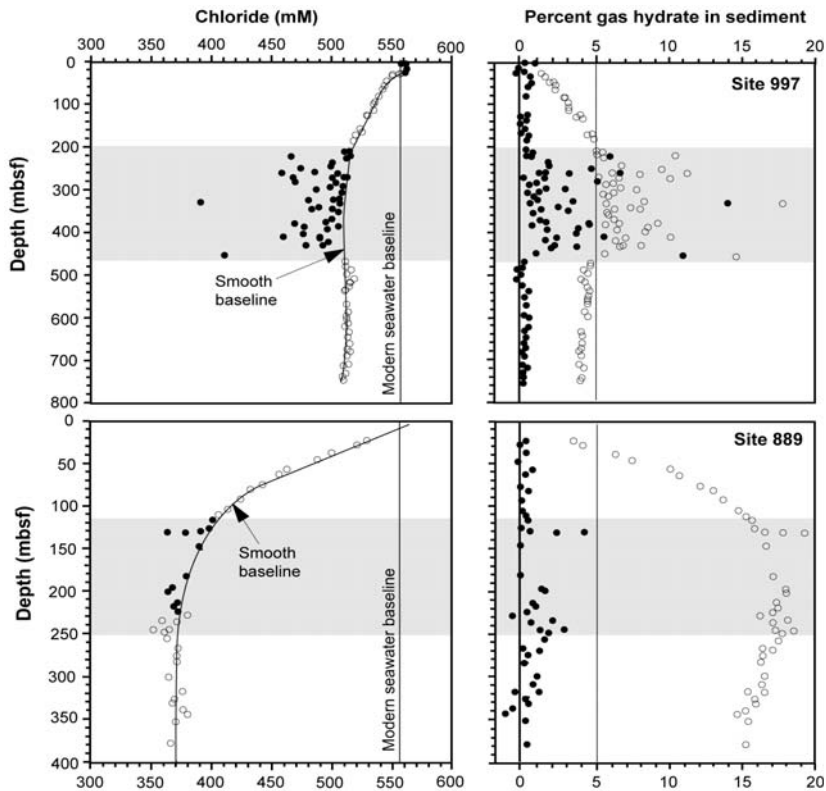 Chloride (mM)
Percent gas hydrate in sediment
300 350 400 450 500 550 600
0 5 10 15 20
Depth (mbsf)
0
100
200
300
400
500
600
700
800
Smooth
baseline
Modern seawater baseline
Site 997
Depth (mbsf)
0
50
100
150
200
250
300
350
400
Smooth
baseline
Modern seawater baseline
Site 889
300 350 400 450 500 550 600
0 5 10 15 20